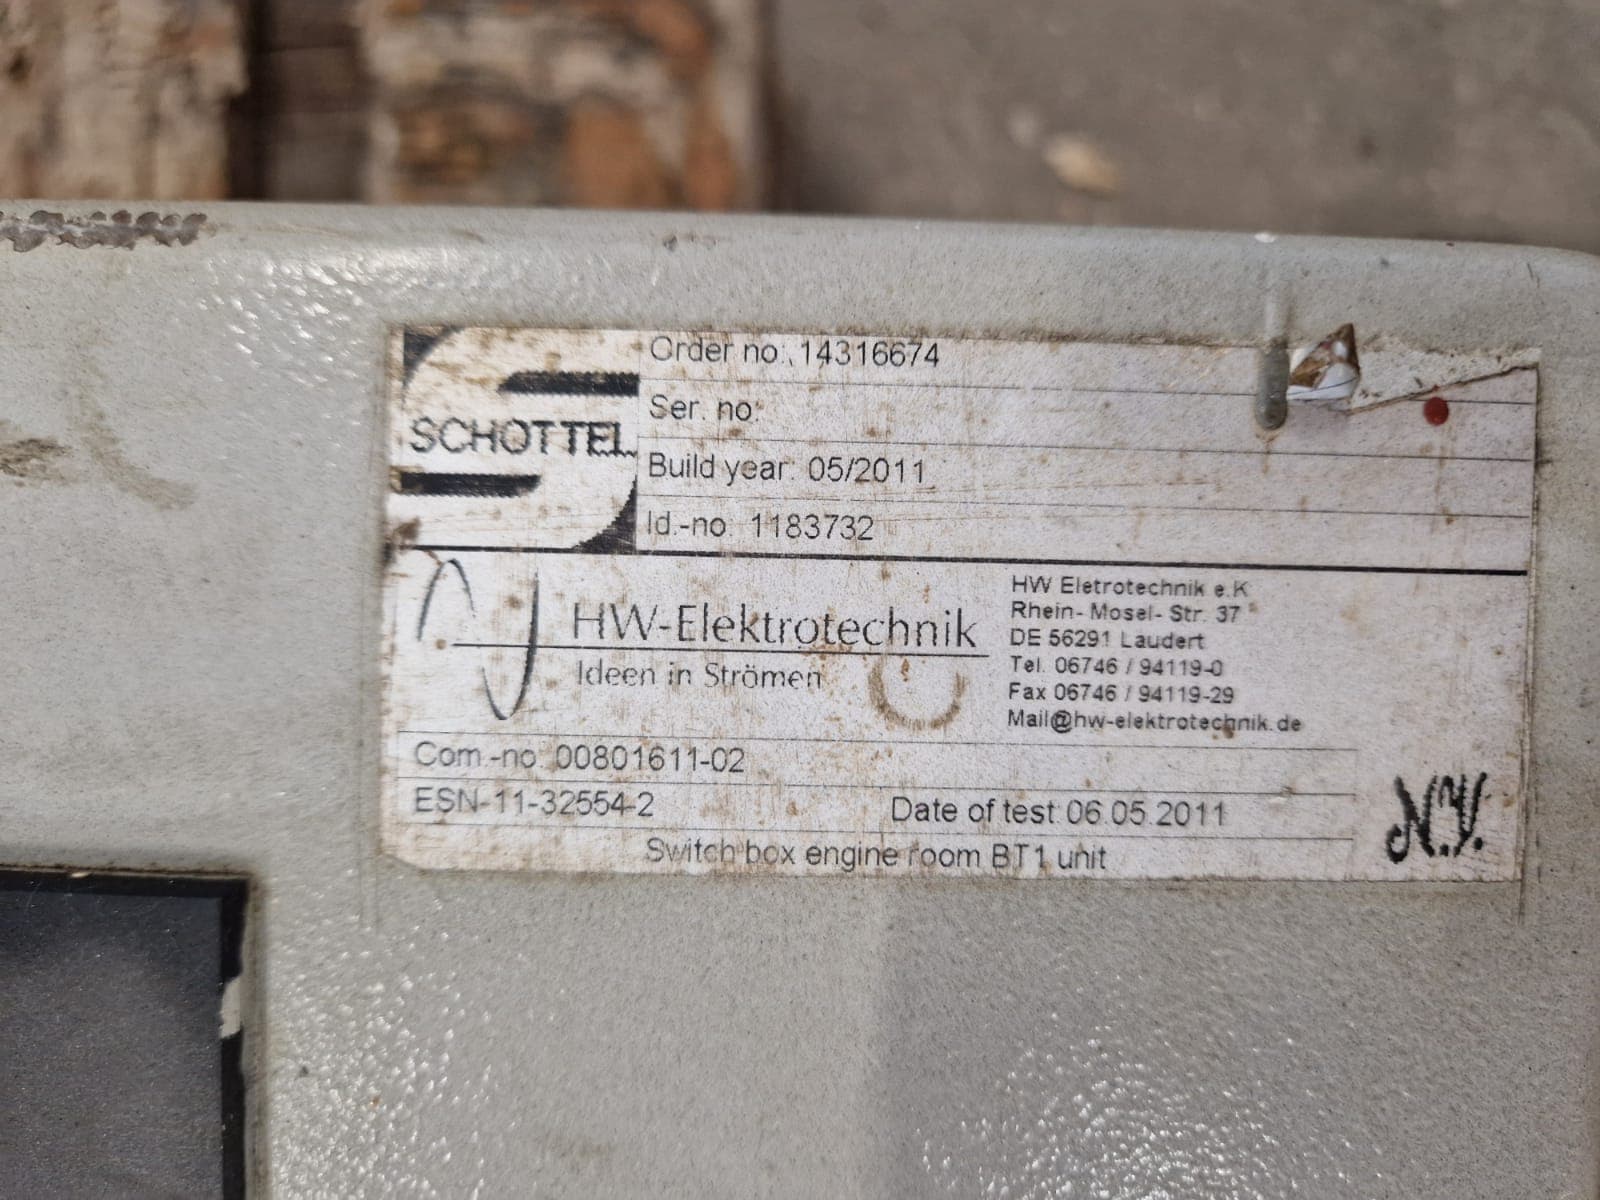 SCHOTTEL
Order no.: 14316674
Ser. no:
Build year: 05/2011
Id.-no: 1183732
HW-Elektrotechnik
Ideen in Strömen
HW Eletrotechnik e.K
Rhein- Mosel- Str. 37
DE 56291 Laudert
Tel. 06746 / 94119-0
Fax 06746 / 94119-29
Mail@hw-elektrotechnik.de
Com.-no: 00801611-02
ESN-11-32554-2 Date of test: 06.05.2011
Switch box engine room BT1 unit
N.Y.